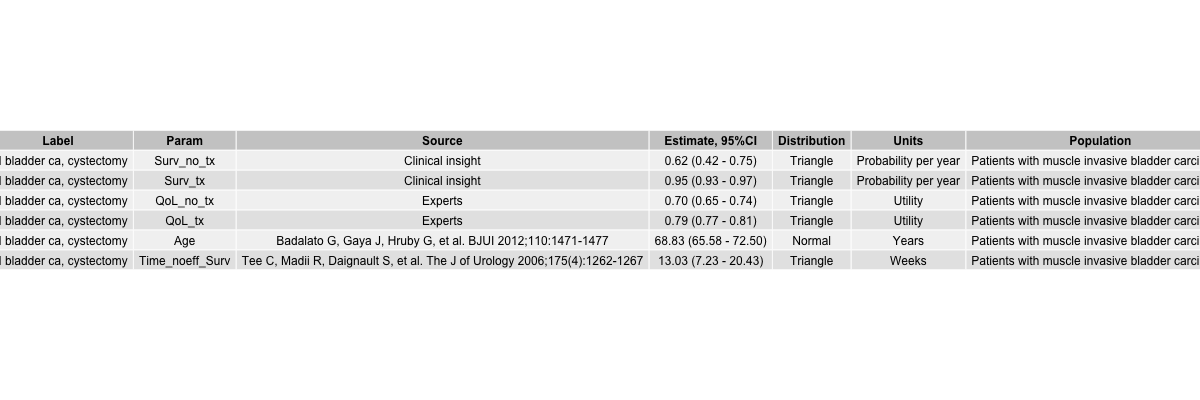 Label Param Source Estimate, 95%CI Distribution Units Population
bladder ca, cystectomy Surv_no_tx Clinical insight 0.62 (0.42 - 0.75) Triangle Probability per year Patients with muscle invasive bladder carci
bladder ca, cystectomy Surv_tx Clinical insight 0.95 (0.93 - 0.97) Triangle Probability per year Patients with muscle invasive bladder carci
bladder ca, cystectomy QoL_no_tx Experts 0.70 (0.65 - 0.74) Triangle Utility Patients with muscle invasive bladder carci
bladder ca, cystectomy QoL_tx Experts 0.79 (0.77 - 0.81) Triangle Utility Patients with muscle invasive bladder carci
bladder ca, cystectomy Age Badalato G, Gaya J, Hruby G, et al. BJUI 2012;110:1471-1477 68.83 (65.58 - 72.50) Normal Years Patients with muscle invasive bladder carci
bladder ca, cystectomy Time_noeff_Surv Tee C, Madii R, Daignault S, et al. The J of Urology 2006;175(4):1262-1267 13.03 (7.23 - 20.43) Triangle Weeks Patients with muscle invasive bladder carci